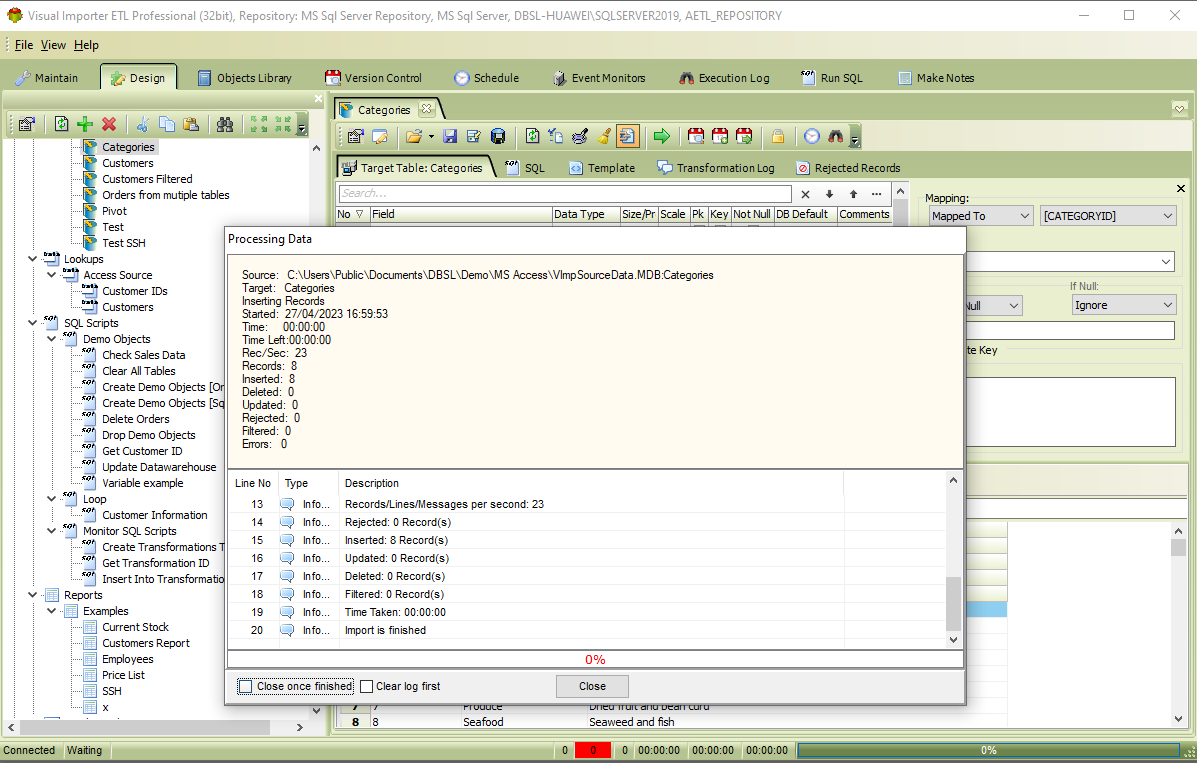 Visual Importer ETL Professional (32bit), Repository: MS Sql Server Repository, MS Sql Server, DBSL-HUAWEI\SQLSERVER2019, AETL_REPOSITORY
File View Help
Maintain Design Objects Library Version Control Schedule Event Monitors Execution Log Run SQL Make Notes
Categories
Customers
Customers Filtered
Orders from mutiple tables
Pivot
Test
Test SSH
Lookups
Access Source
Customer IDs
Customers
SQL Scripts
Demo Objects
Check Sales Data
Clear All Tables
Create Demo Objects [Or
Create Demo Objects [Sq
Delete Orders
Drop Demo Objects
Get Customer ID
Update Datawarehouse
Variable example
Loop
Customer Information
Monitor SQL Scripts
Create Transformations T
Get Transformation ID
Insert Into Transformatio
Reports
Examples
Current Stock
Customers Report
Employees
Price List
SSH
x
Categories
Target Table: Categories SQL Template Transformation Log Rejected Records
Search...
No Field Data Type Size/Pr Scale Pk Key Not Null DB Default Comments
Mapping:
Mapped To [CATEGORYID]
If Null:
Null Ignore
te Key
Processing Data
Source: C:\Users\Public\Documents\DBSL\Demo\MS Access\VImpSourceData.MDB:Categories
Target: Categories
Inserting Records
Started: 27/04/2023 16:59:53
Time: 00:00:00
Time Left:00:00:00
Rec/Sec: 23
Records: 8
Inserted: 8
Deleted: 0
Updated: 0
Rejected: 0
Filtered: 0
Errors: 0
Line No Type Description
13 Info... Records/Lines/Messages per second: 23
14 Info... Rejected: 0 Record(s)
15 Info... Inserted: 8 Record(s)
16 Info... Updated: 0 Record(s)
17 Info... Deleted: 0 Record(s)
18 Info... Filtered: 0 Record(s)
19 Info... Time Taken: 00:00:00
20 Info... Import is finished
0%
Close once finished Clear log first Close
7 7 Produce Dried fruit and bean curd
8 8 Seafood Seaweed and fish
Connected Waiting 0 0 0 00:00:00 00:00:00 00:00:00 0%